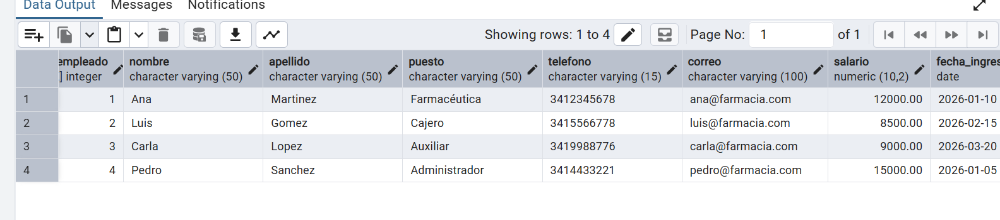 Data Output Messages Notifications
Showing rows: 1 to 4 Page No: 1 of 1
empleado nombre apellido puesto telefono correo salario fecha_ingres
] integer character varying (50) character varying (50) character varying (50) character varying (15) character varying (100) numeric (10,2) date
1 1 Ana Martinez Farmacéutica 3412345678 ana@farmacia.com 12000.00 2026-01-10
2 2 Luis Gomez Cajero 3415566778 luis@farmacia.com 8500.00 2026-02-15
3 3 Carla Lopez Auxiliar 3419988776 carla@farmacia.com 9000.00 2026-03-20
4 4 Pedro Sanchez Administrador 3414433221 pedro@farmacia.com 15000.00 2026-01-05